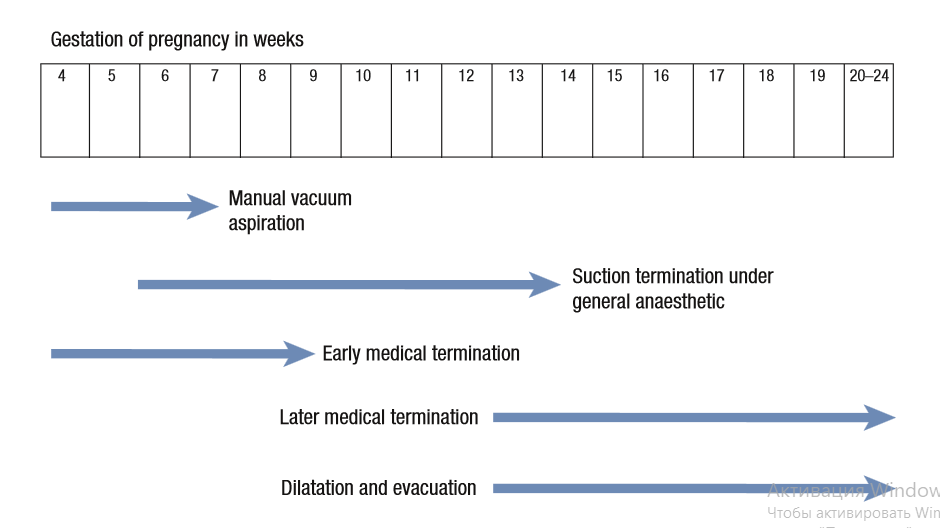 Gestation of pregnancy in weeks
4 5 6 7 8 9 10 11 12 13 14 15 16 17 18 19 20–24
Manual vacuum
aspiration
Suction termination under
general anaesthetic
Early medical termination
Later medical termination
Dilatation and evacuation
Активация Window
Чтобы активировать Win